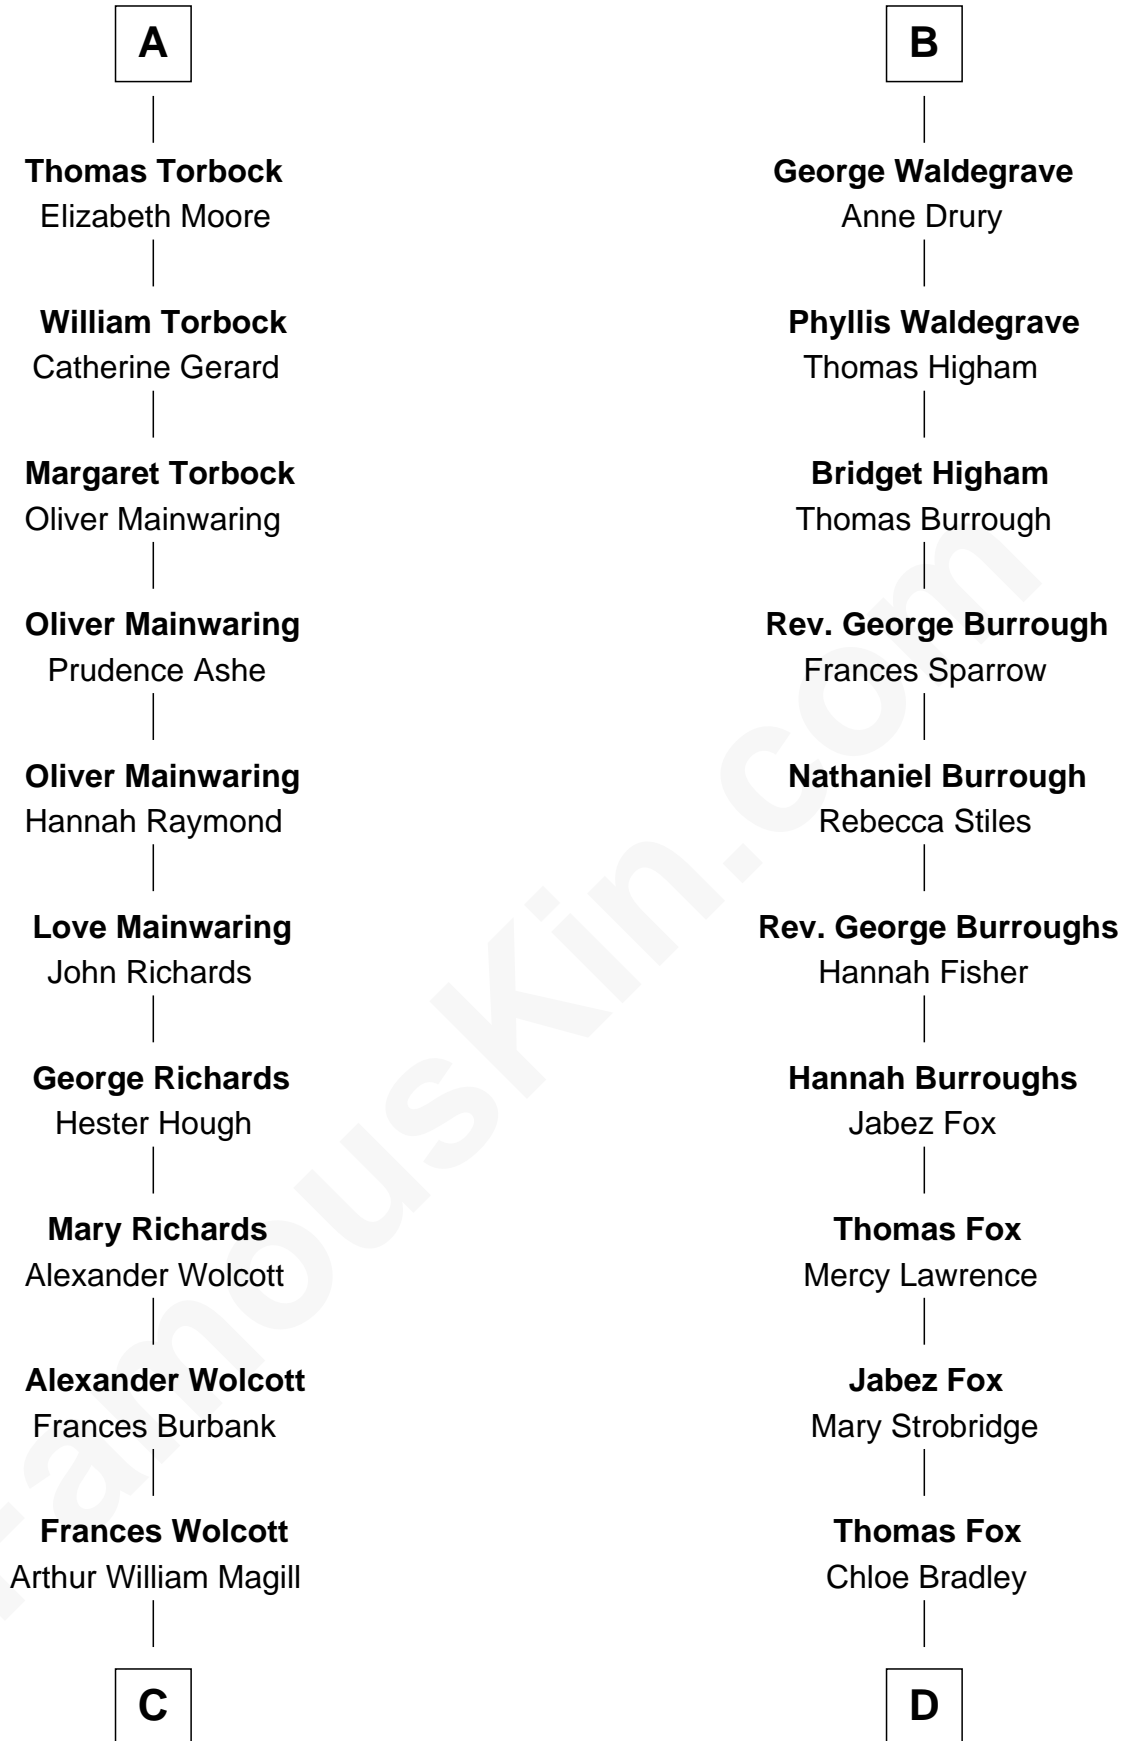 A
Thomas Torbock
Elizabeth Moore
William Torbock
Catherine Gerard
Margaret Torbock
Oliver Mainwaring
Oliver Mainwaring
Prudence Ashe
Oliver Mainwaring
Hannah Raymond
Love Mainwaring
John Richards
George Richards
Hester Hough
Mary Richards
Alexander Wolcott
Alexander Wolcott
Frances Burbank
Frances Wolcott
Arthur William Magill
C
B
George Waldegrave
Anne Drury
Phyllis Waldegrave
Thomas Higham
Bridget Higham
Thomas Burrough
Rev. George Burrough
Frances Sparrow
Nathaniel Burrough
Rebecca Stiles
Rev. George Burroughs
Hannah Fisher
Hannah Burroughs
Jabez Fox
Thomas Fox
Mercy Lawrence
Jabez Fox
Mary Strobridge
Thomas Fox
Chloe Bradley
D
FamousKin.com